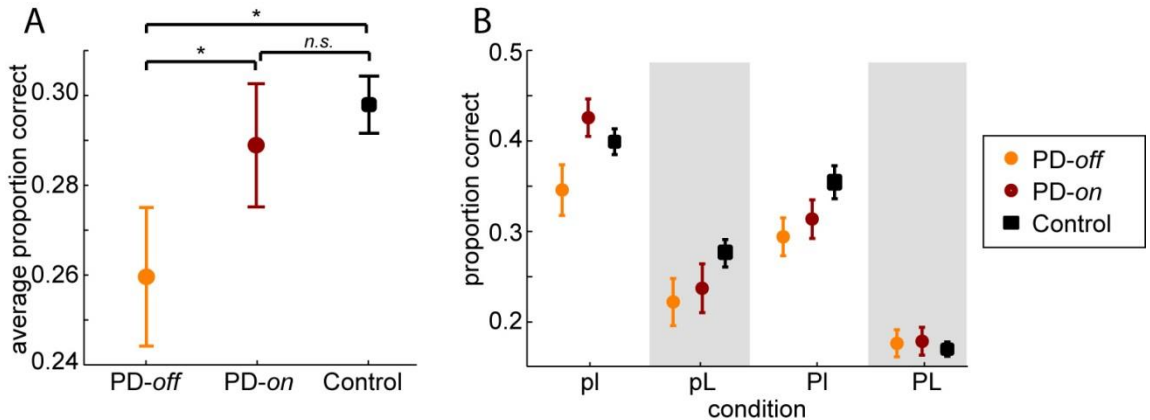 A
*
*
n.s.
0.30
0.28
0.26
0.24
average proportion correct
PD-off
PD-on
Control
B
0.5
0.4
0.3
0.2
proportion correct
pl
pL
Pl
PL
condition
PD-off
PD-on
Control